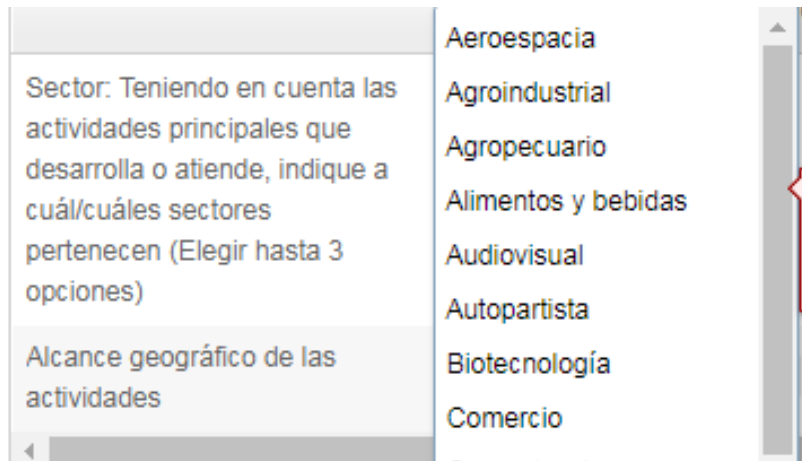 Sector: Teniendo en cuenta las
actividades principales que
desarrolla o atiende, indique a
cuál/cuáles sectores
pertenecen (Elegir hasta 3
opciones)
Alcance geográfico de las
actividades
Aeroespacia
Agroindustrial
Agropecuario
Alimentos y bebidas
Audiovisual
Autopartista
Biotecnología
Comercio